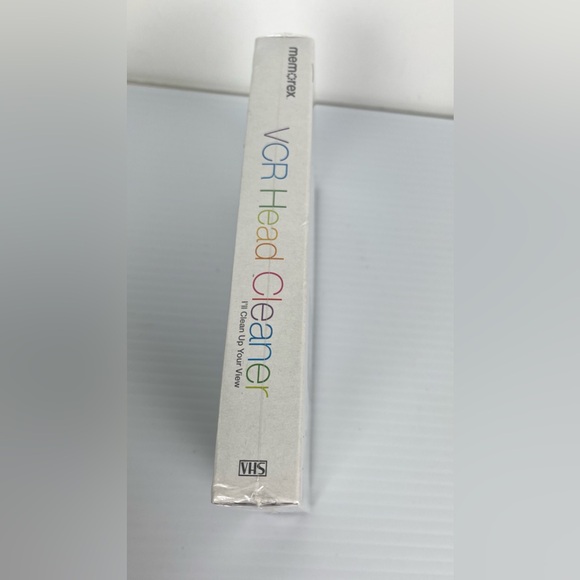 memorex
VCR Head Cleaner
I'll Clean Up Your View
VHS